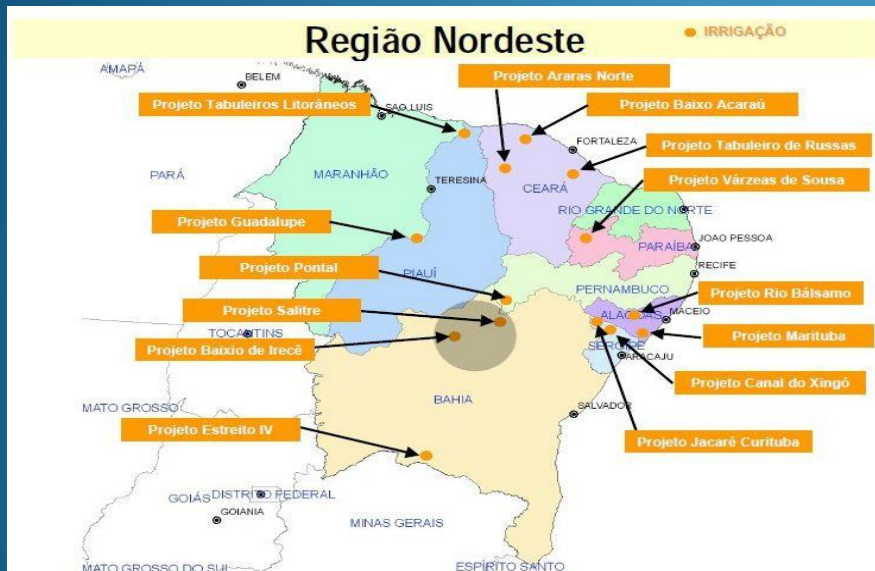 Região Nordeste
IRRIGAÇÃO
AMAPÁ
BELEM
Projeto Araras Norte
Projeto Tabuleiros Litorâneos
SAO LUIS
Projeto Baixo Acaraú
FORTALEZA
Projeto Tabuleiro de Russas
PARÁ
MARANHÃO
TERESINA
CEARÁ
Projeto Várzeas de Sousa
RIO GRANDE DO NORTE
Projeto Guadalupe
PARAÍBA
JOAO PESSOA
Projeto Pontal
PIAUÍ
RECIFE
PERNAMBUCO
Projeto Rio Bálsamo
Projeto Salitre
ALAGOAS
MACEIO
TOCANTINS
Projeto Marituba
Projeto Baixio de Irecê
SERGIPE
ARACAJU
Projeto Canal do Xingó
BAHIA
MATO GROSSO
SALVADOR
Projeto Estreito IV
Projeto Jacaré Curituba
GOIÁS
DISTRITO FEDERAL
GOIANIA
MINAS GERAIS
MATO GROSSO DO SUL
ESPÍRITO SANTO